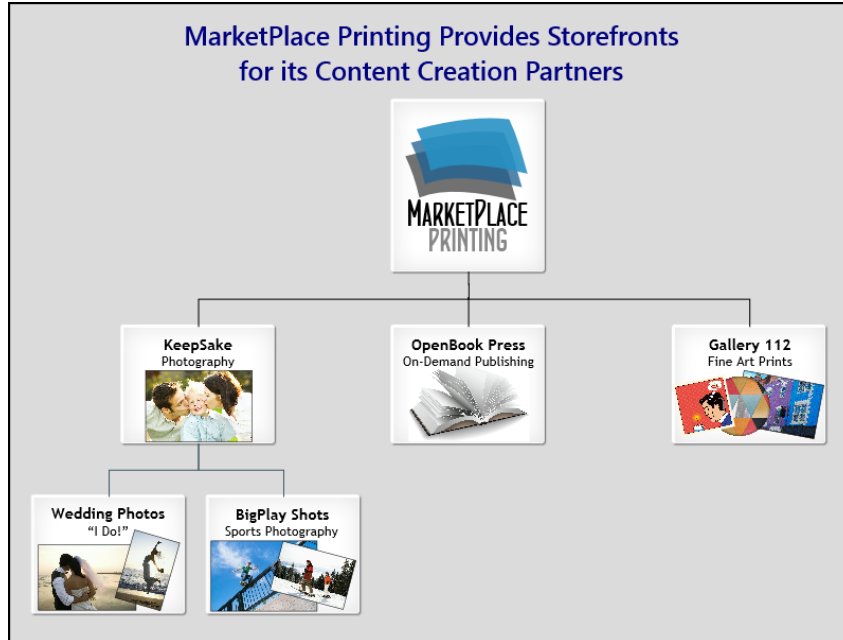 MarketPlace Printing Provides Storefronts
for its Content Creation Partners
MARKETPLACE
PRINTING
KeepSake
Photography
OpenBook Press
On-Demand Publishing
Gallery 112
Fine Art Prints
Wedding Photos
“I Do!”
BigPlay Shots
Sports Photography